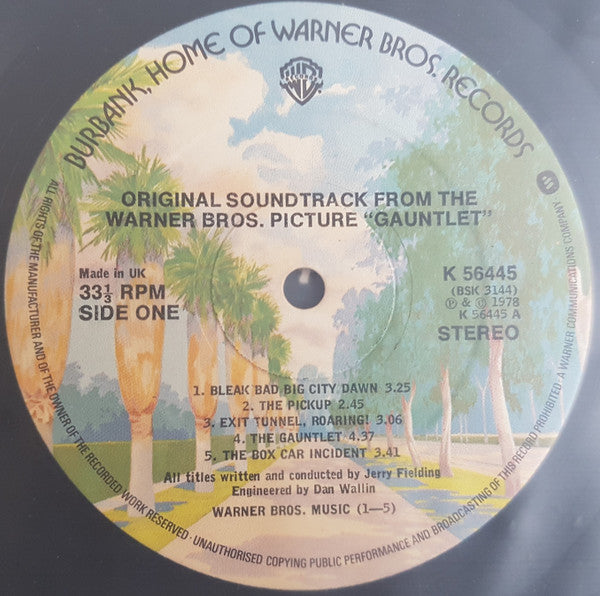 BURBANK, HOME OF WARNER BROS. RECORDS
ORIGINAL SOUNDTRACK FROM THE
WARNER BROS. PICTURE “GAUNTLET”
Made in UK
33⅓ RPM
SIDE ONE
K 56445
(BSK 3144)
℗ & © 1978
K 56445 A
STEREO
1. BLEAK BAD BIG CITY DAWN 3.25
2. THE PICKUP 2.45
3. EXIT TUNNEL, ROARING! 3.06
4. THE GAUNTLET 4.37
5. THE BOX CAR INCIDENT 3.41
All titles written and conducted by Jerry Fielding
Engineered by Dan Wallin
WARNER BROS. MUSIC (1—5)
ALL RIGHTS OF THE MANUFACTURER AND OF THE OWNER OF THE RECORDED WORK RESERVED · UNAUTHORISED COPYING PUBLIC PERFORMANCE AND BROADCASTING OF THIS RECORD PROHIBITED. A WARNER COMMUNICATIONS COMPANY